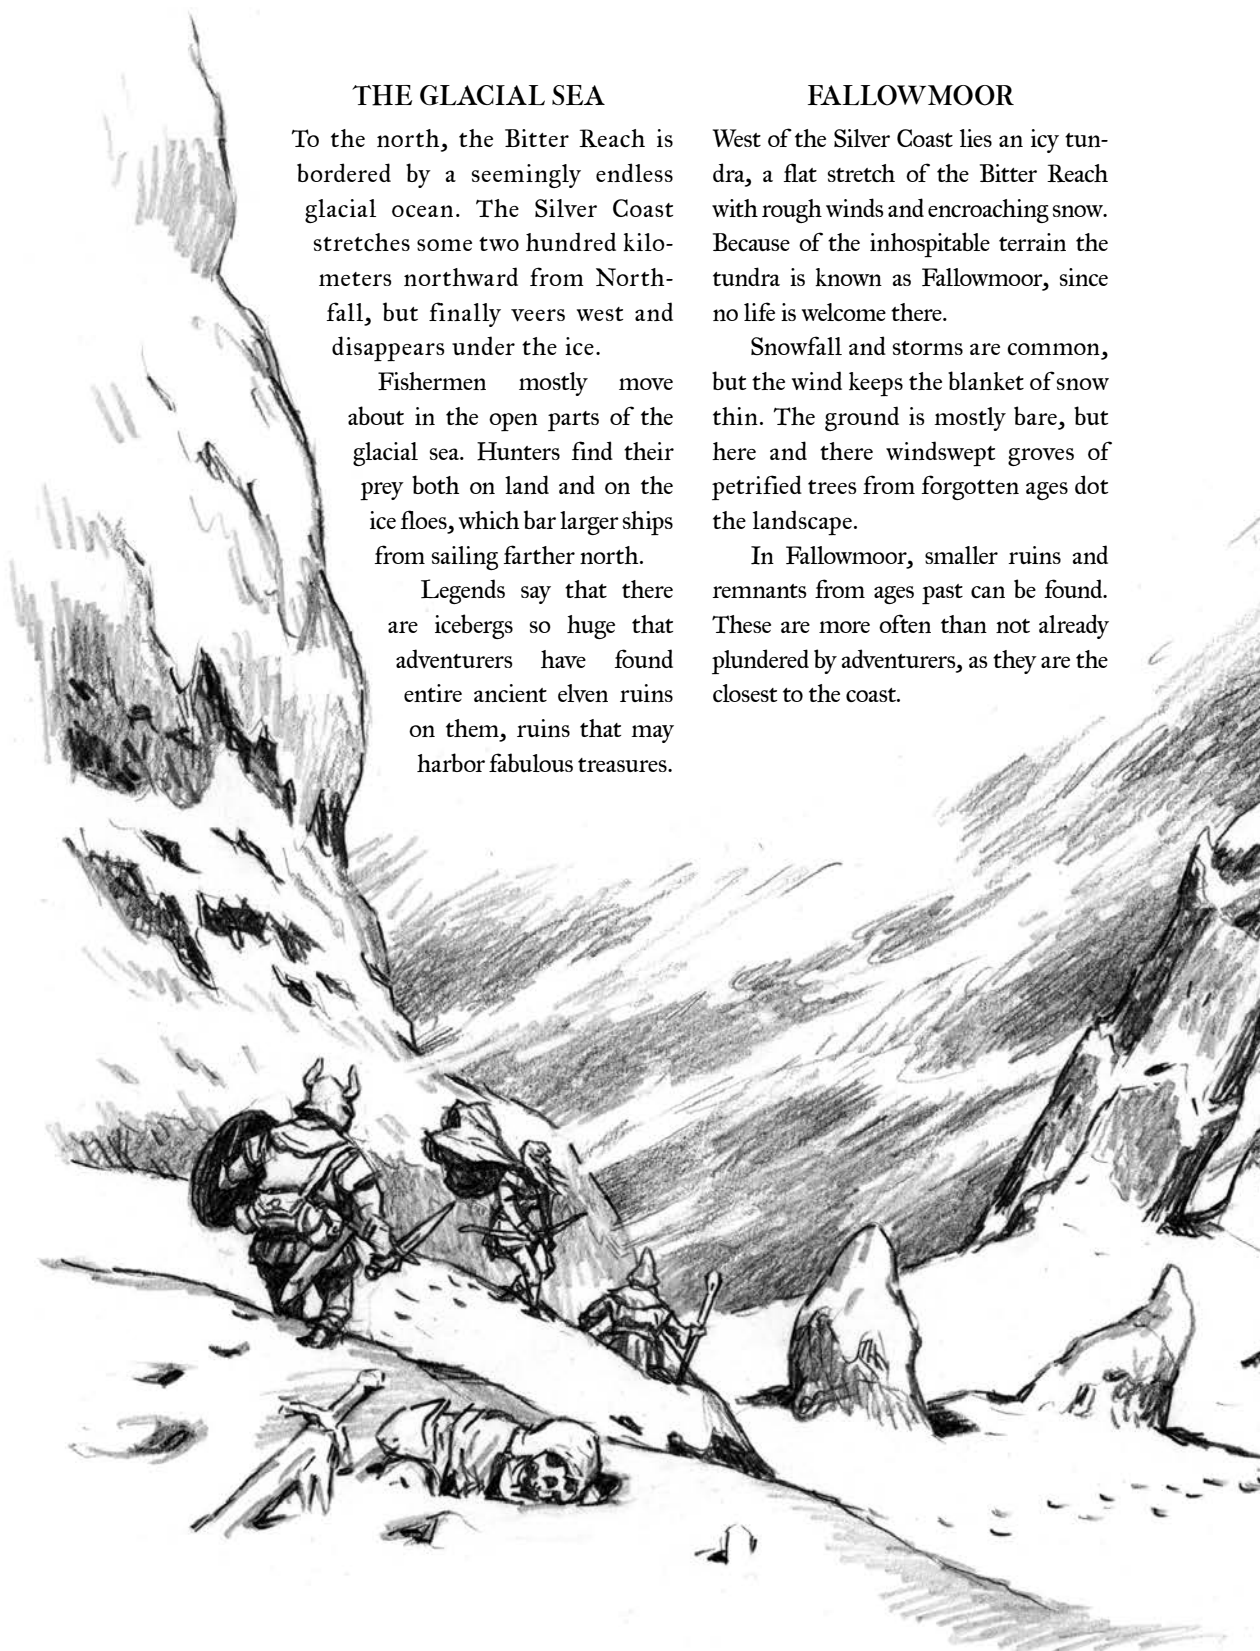 THE GLACIAL SEA
To the north, the Bitter Reach is
bordered by a seemingly endless
glacial ocean. The Silver Coast
stretches some two hundred kilo-
meters northward from North-
fall, but finally veers west and
disappears under the ice.
Fishermen mostly move
about in the open parts of the
glacial sea. Hunters find their
prey both on land and on the
ice floes, which bar larger ships
from sailing farther north.
Legends say that there
are icebergs so huge that
adventurers have found
entire ancient elven ruins
on them, ruins that may
harbor fabulous treasures.
FALLOWMOOR
West of the Silver Coast lies an icy tun-
dra, a flat stretch of the Bitter Reach
with rough winds and encroaching snow.
Because of the inhospitable terrain the
tundra is known as Fallowmoor, since
no life is welcome there.
Snowfall and storms are common,
but the wind keeps the blanket of snow
thin. The ground is mostly bare, but
here and there windswept groves of
petrified trees from forgotten ages dot
the landscape.
In Fallowmoor, smaller ruins and
remnants from ages past can be found.
These are more often than not already
plundered by adventurers, as they are the
closest to the coast.